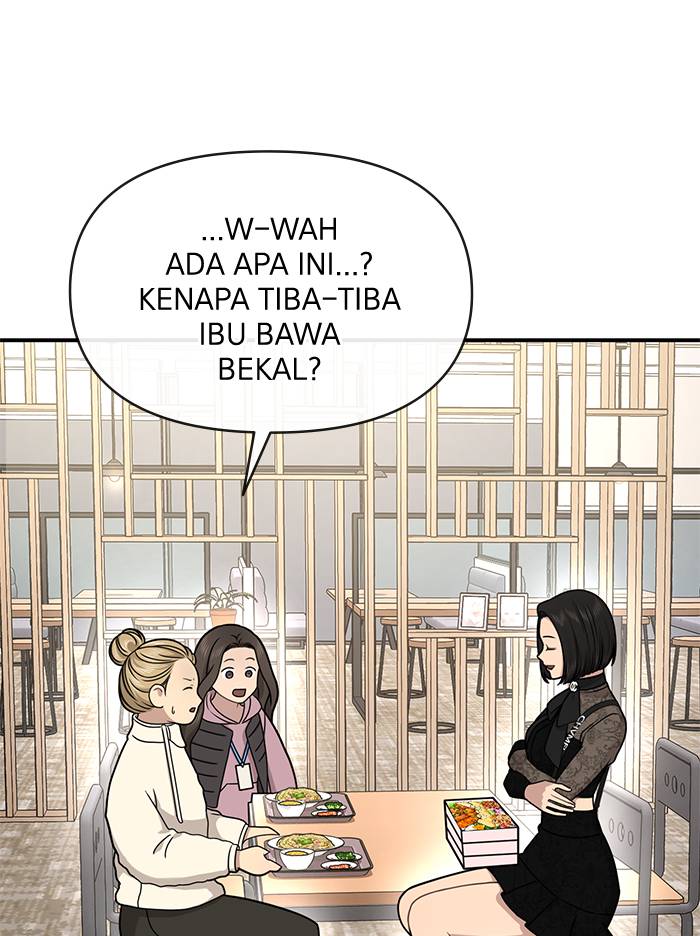 ...W-WAH
ADA APA INI...?
KENAPA TIBA-TIBA
IBU BAWA
BEKAL?